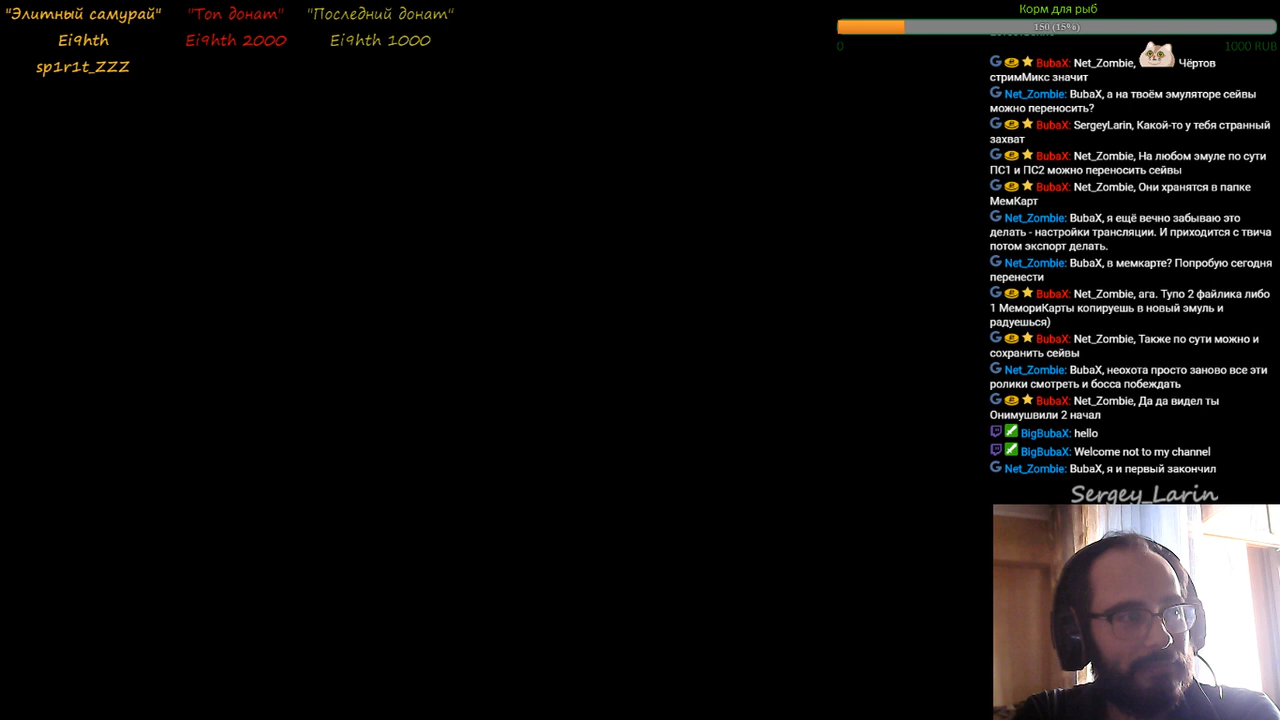 "Элитный самурай" "Топ донат" "Последний донат"
Ei9hth Ei9hth 2000 Ei9hth 1000
sp1r1t_ZZZ
Корм для рыб
150 (15%)
0 1000 RUB
BubaX: Net_Zombie, Чёртов
стримМикс значит
Net_Zombie: BubaX, а на твоём эмуляторе сейвы
можно переносить?
BubaX: SergeyLarin, Какой-то у тебя странный
захват
BubaX: Net_Zombie, На любом эмуле по сути
ПС1 и ПС2 можно переносить сейвы
BubaX: Net_Zombie, Они хранятся в папке
МемКарт
Net_Zombie: BubaX, я ещё вечно забываю это
делать - настройки трансляции. И приходится с твича
потом экспорт делать.
Net_Zombie: BubaX, в мемкарте? Попробую сегодня
перенести
BubaX: Net_Zombie, ага. Тупо 2 файлика либо
1 МемориКарты копируешь в новый эмуль и
радуешься)
BubaX: Net_Zombie, Также по сути можно и
сохранить сейвы
Net_Zombie: BubaX, неохота просто заново все эти
ролики смотреть и босса побеждать
BubaX: Net_Zombie, Да да видел ты
Онимушвили 2 начал
BigBubaX: hello
BigBubaX: Welcome not to my channel
Net_Zombie: BubaX, я и первый закончил
Sergey_Larin